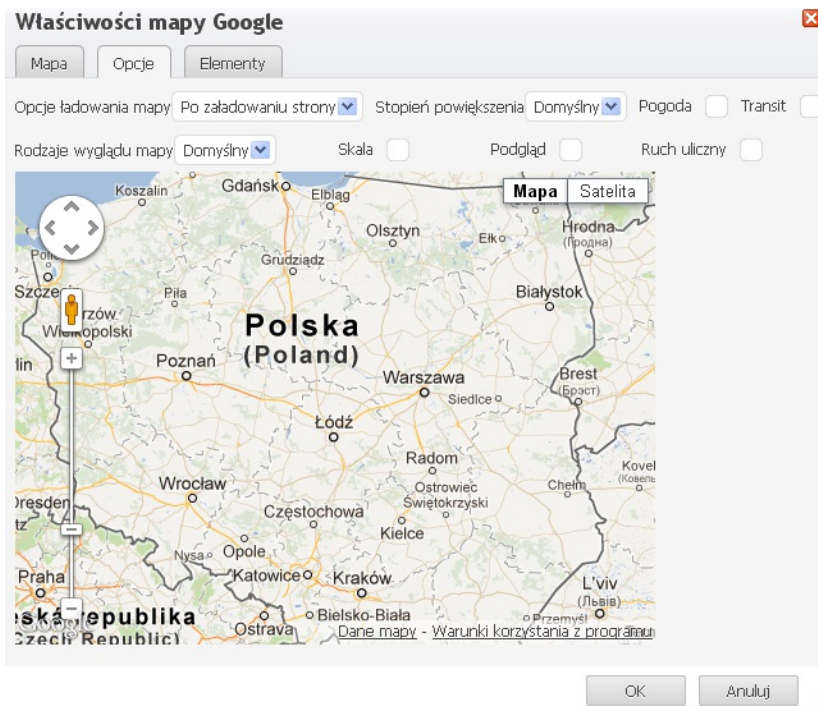 Właściwości mapy Google
Mapa Opcje Elementy
Opcje ładowania mapy Po załadowaniu strony Stopień powiększenia Domyślny Pogoda Transit
Rodzaje wyglądu mapy Domyślny Skala Podgląd Ruch uliczny
Mapa Satelita
Koszalin
Gdańsk
Elbląg
Olsztyn
Ełk
Hrodna
(Гродна)
Grudziądz
Piła
Białystok
Wielkopolski
Polska
(Poland)
Poznań
Warszawa
Siedlce
Brest
(Брэст)
Łódź
Radom
Wrocław
Ostrowiec
Świętokrzyski
Chełm
Kovel
Dresden
Częstochowa
Kielce
Nysa
Opole
Praha
Katowice
Kraków
L'viv
(Львів)
Bielsko-Biała
Przemyśl
Ostrava
Czech Republic)
Dane mapy - Warunki korzystania z programu
OK Anuluj